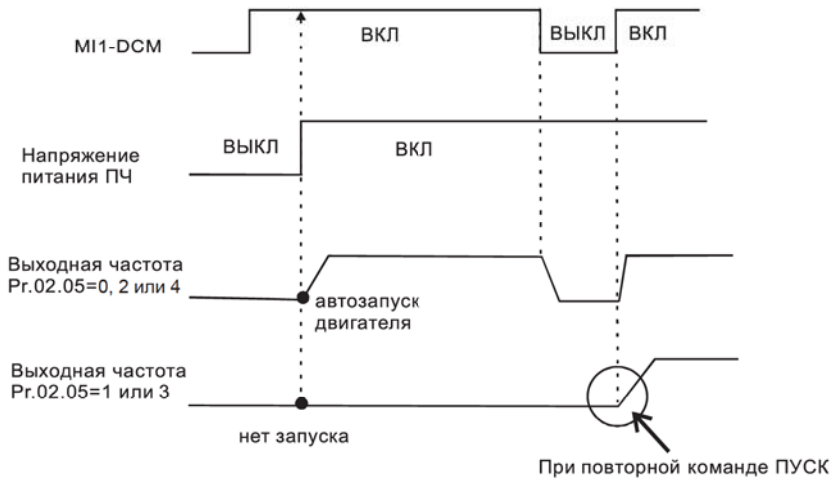 MI1-DCM
ВКЛ
ВЫКЛ
ВКЛ
Напряжение
питания ПЧ
ВЫКЛ
ВКЛ
Выходная частота
Pr.02.05=0, 2 или 4
автозапуск
двигателя
Выходная частота
Pr.02.05=1 или 3
нет запуска
При повторной команде ПУСК